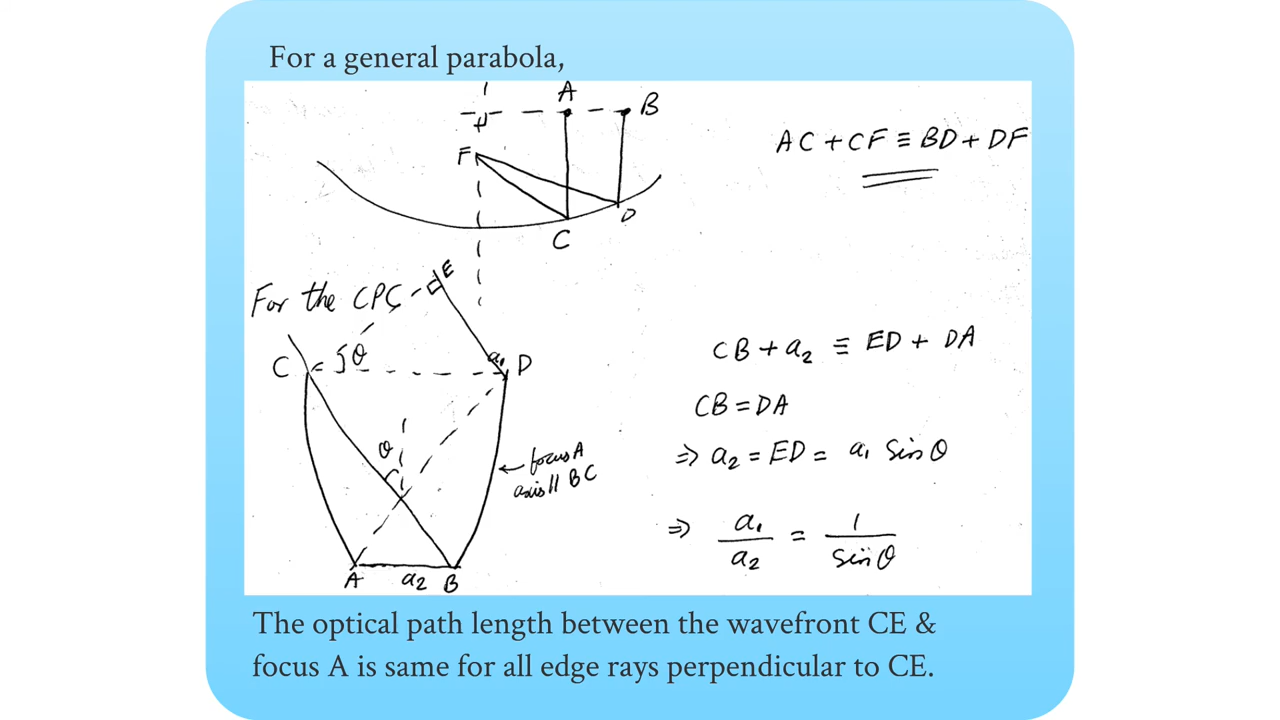 For a general parabola,
A
B
F
AC + CF ≡ BD + DF
D
C
E
For the CPC
θ
C
a₁
D
CB + a₂ ≡ ED + DA
CB = DA
θ
← focus A
axis || BC
⇒ a₂ = ED = a₁ sin θ
⇒ a₁/a₂ = 1/sin θ
A
a₂
B
The optical path length between the wavefront CE &
focus A is same for all edge rays perpendicular to CE.